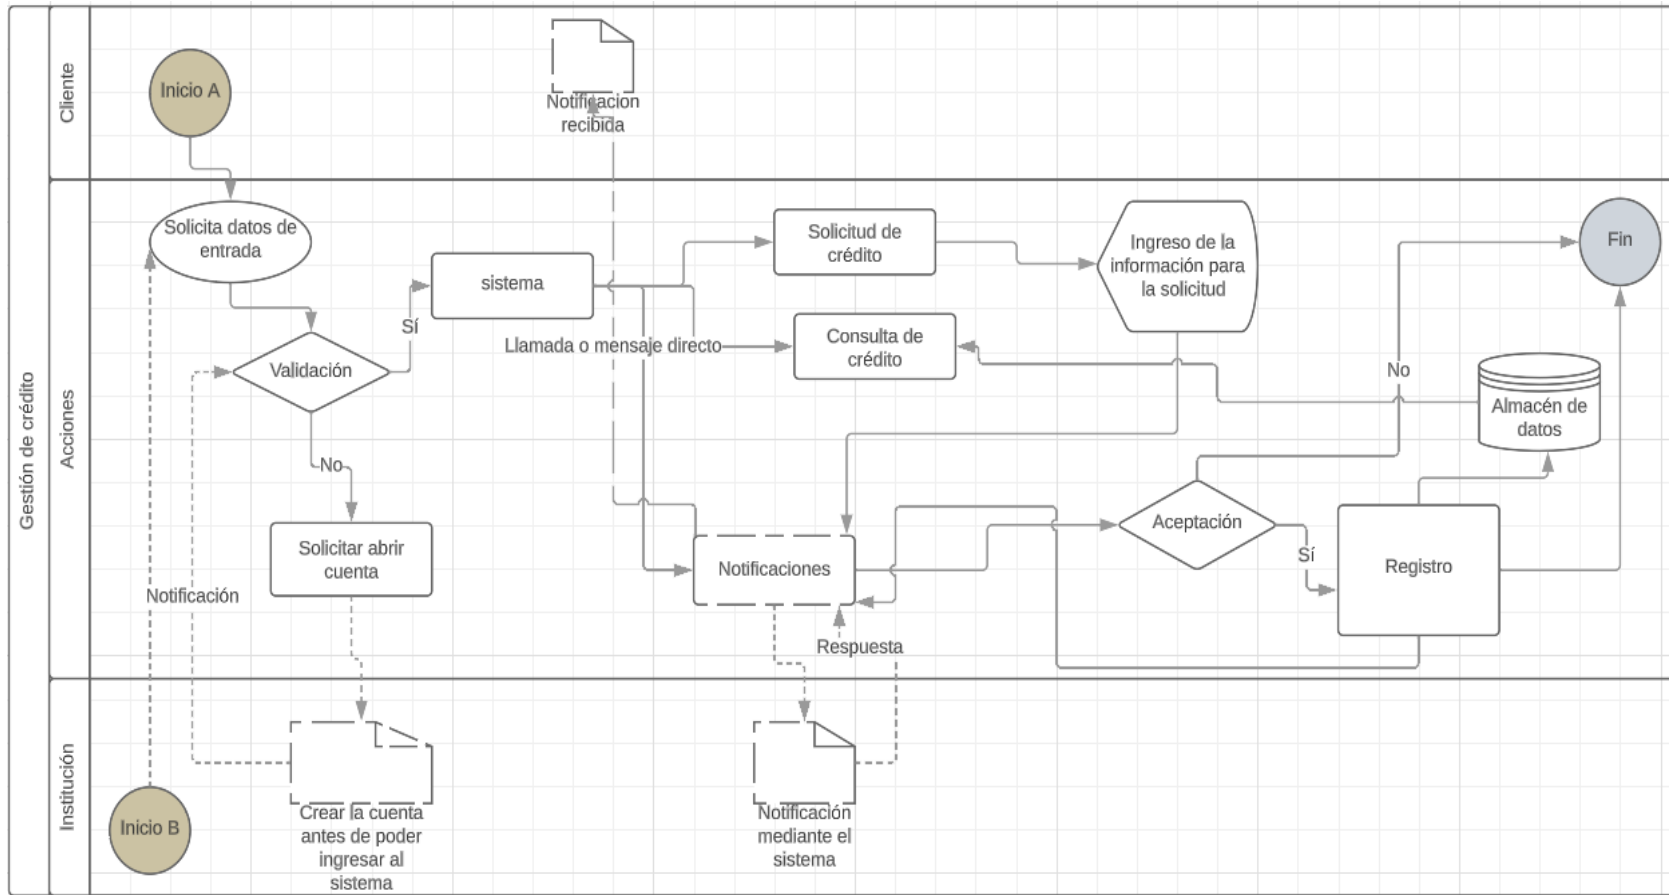 Gestión de crédito
Cliente
Inicio A
Notificacion
recibida
Acciones
Solicita datos de
entrada
Validación
Sí
sistema
Llamada o mensaje directo
Solicitud de
crédito
Ingreso de la
información para
la solicitud
Consulta de
crédito
No
Fin
Almacén de
datos
No
Solicitar abrir
cuenta
Notificación
Notificaciones
Respuesta
Aceptación
Sí
Registro
Institución
Inicio B
Crear la cuenta
antes de poder
ingresar al
sistema
Notificación
mediante el
sistema